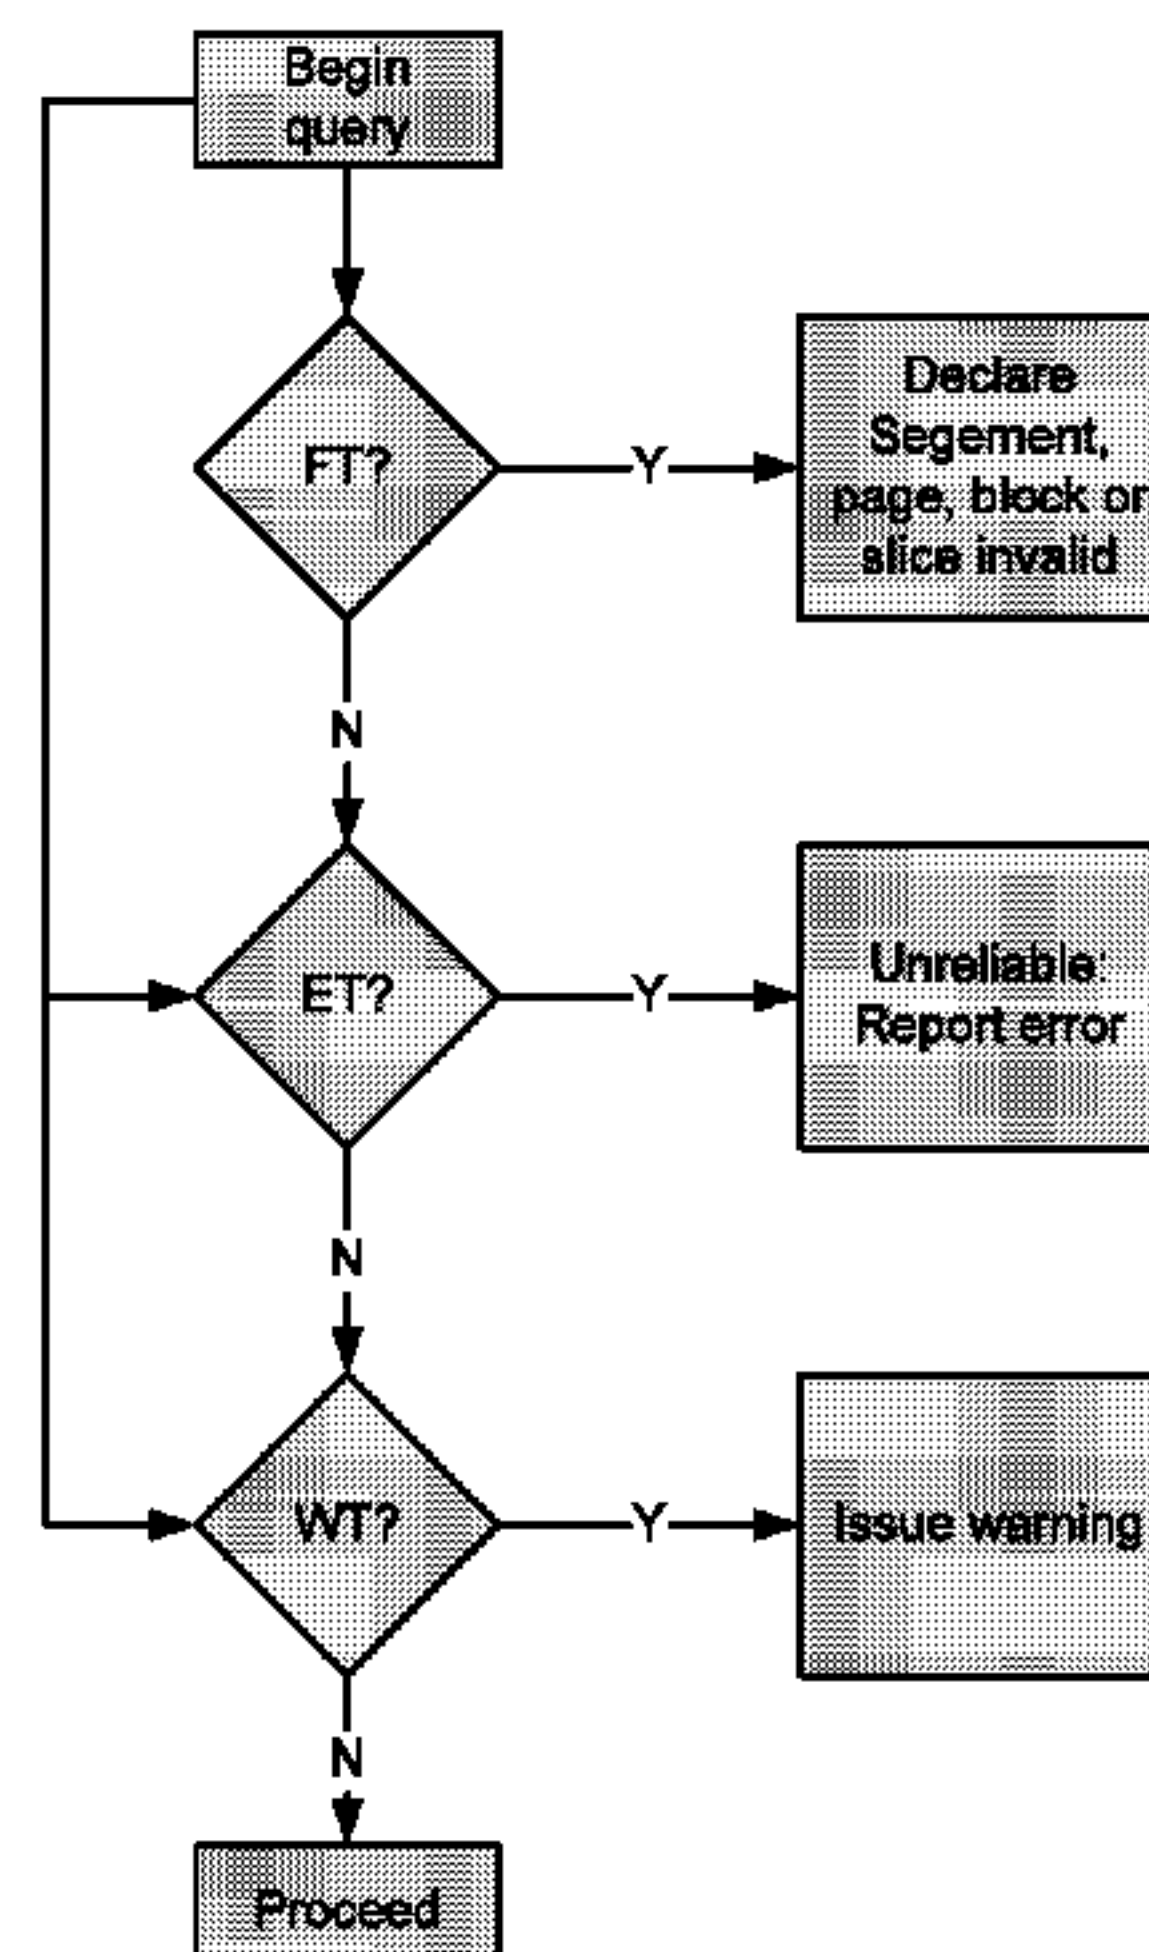 Begin
query
FT?
Y
Declare
Segement,
page, block or
slice invalid
N
ET?
Y
Unreliable:
Report error
N
WT?
Y
Issue warning
N
Proceed